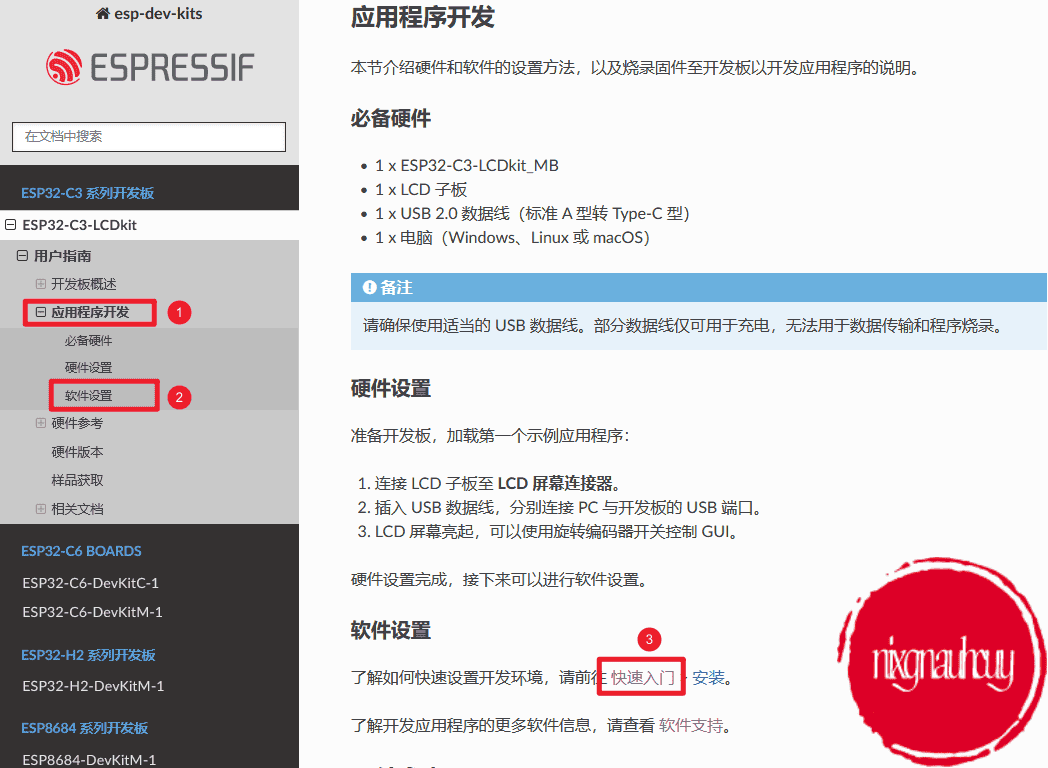 esp-dev-kits
ESPRESSIF
在文档中搜索
ESP32-C3 系列开发板
ESP32-C3-LCDkit
用户指南
开发板概述
应用程序开发
1
必备硬件
硬件设置
软件设置
2
硬件参考
硬件版本
样品获取
相关文档
ESP32-C6 BOARDS
ESP32-C6-DevKitC-1
ESP32-C6-DevKitM-1
ESP32-H2 系列开发板
ESP32-H2-DevKitM-1
ESP8684 系列开发板
ESP8684-DevKitM-1
应用程序开发
本节介绍硬件和软件的设置方法，以及烧录固件至开发板以开发应用程序的说明。
必备硬件
• 1 x ESP32-C3-LCDkit_MB
• 1 x LCD 子板
• 1 x USB 2.0 数据线（标准 A 型转 Type-C 型）
• 1 x 电脑（Windows、Linux 或 macOS）
备注
请确保使用适当的 USB 数据线。部分数据线仅可用于充电，无法用于数据传输和程序烧录。
硬件设置
准备开发板，加载第一个示例应用程序：
1. 连接 LCD 子板至 LCD 屏幕连接器。
2. 插入 USB 数据线，分别连接 PC 与开发板的 USB 端口。
3. LCD 屏幕亮起，可以使用旋转编码器开关控制 GUI。
硬件设置完成，接下来可以进行软件设置。
软件设置
3
了解如何快速设置开发环境，请前往 快速入门 安装。
了解开发应用程序的更多软件信息，请查看 软件支持。